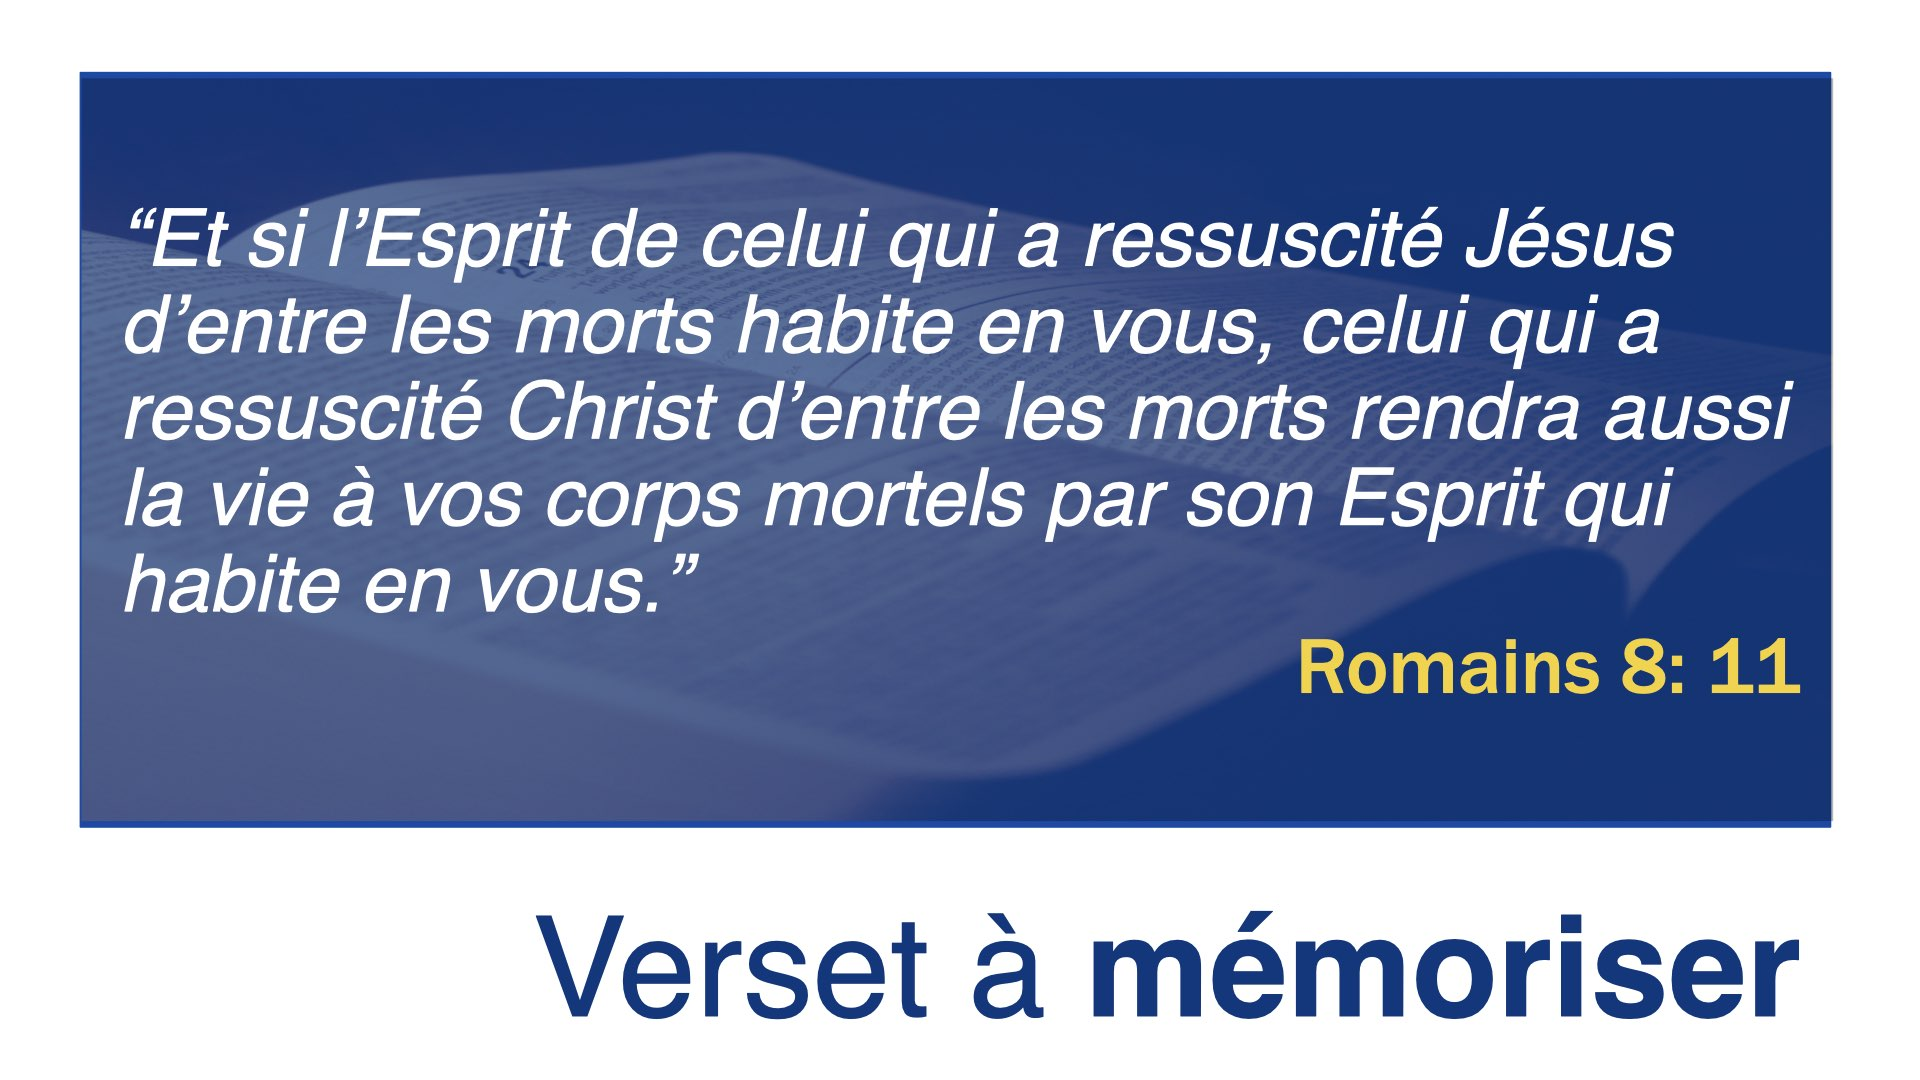 “Et si l’Esprit de celui qui a ressuscité Jésus
d’entre les morts habite en vous, celui qui a
ressuscité Christ d’entre les morts rendra aussi
la vie à vos corps mortels par son Esprit qui
habite en vous.”
Romains 8: 11
Verset à mémoriser